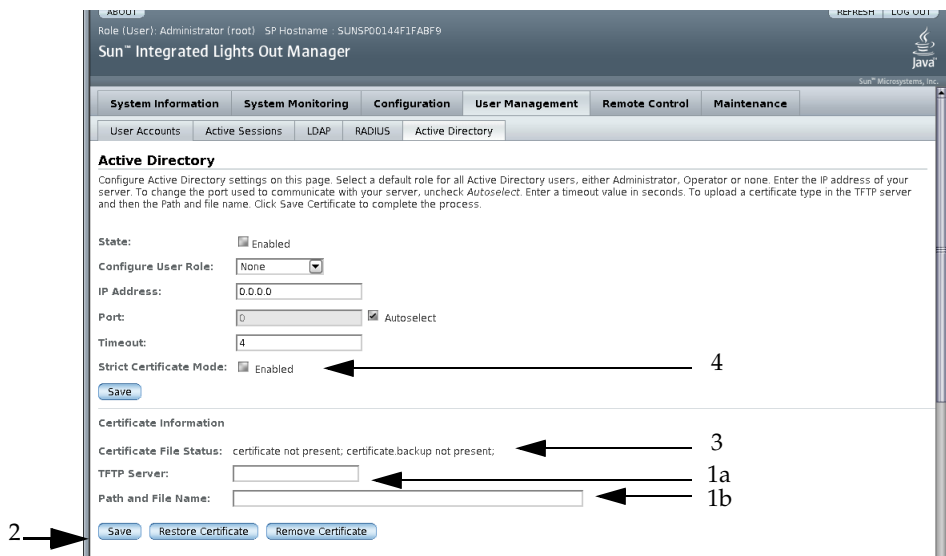 ABOUT REFRESH LOG OUT
Role (User): Administrator (root) SP Hostname : SUNSP00144F1FABF9
Sun™ Integrated Lights Out Manager
Java™
Sun™ Microsystems, Inc.
System Information System Monitoring Configuration User Management Remote Control Maintenance
User Accounts Active Sessions LDAP RADIUS Active Directory
Active Directory
Configure Active Directory settings on this page. Select a default role for all Active Directory users, either Administrator, Operator or none. Enter the IP address of your
server. To change the port used to communicate with your server, uncheck Autoselect. Enter a timeout value in seconds. To upload a certificate type in the TFTP server
and then the Path and file name. Click Save Certificate to complete the process.
State: Enabled
Configure User Role: None
IP Address: 0.0.0.0
Port: 0 Autoselect
Timeout: 4
Strict Certificate Mode: Enabled 4
Save
Certificate Information
Certificate File Status: certificate not present; certificate.backup not present; 3
TFTP Server: 1a
Path and File Name: 1b
2 Save Restore Certificate Remove Certificate